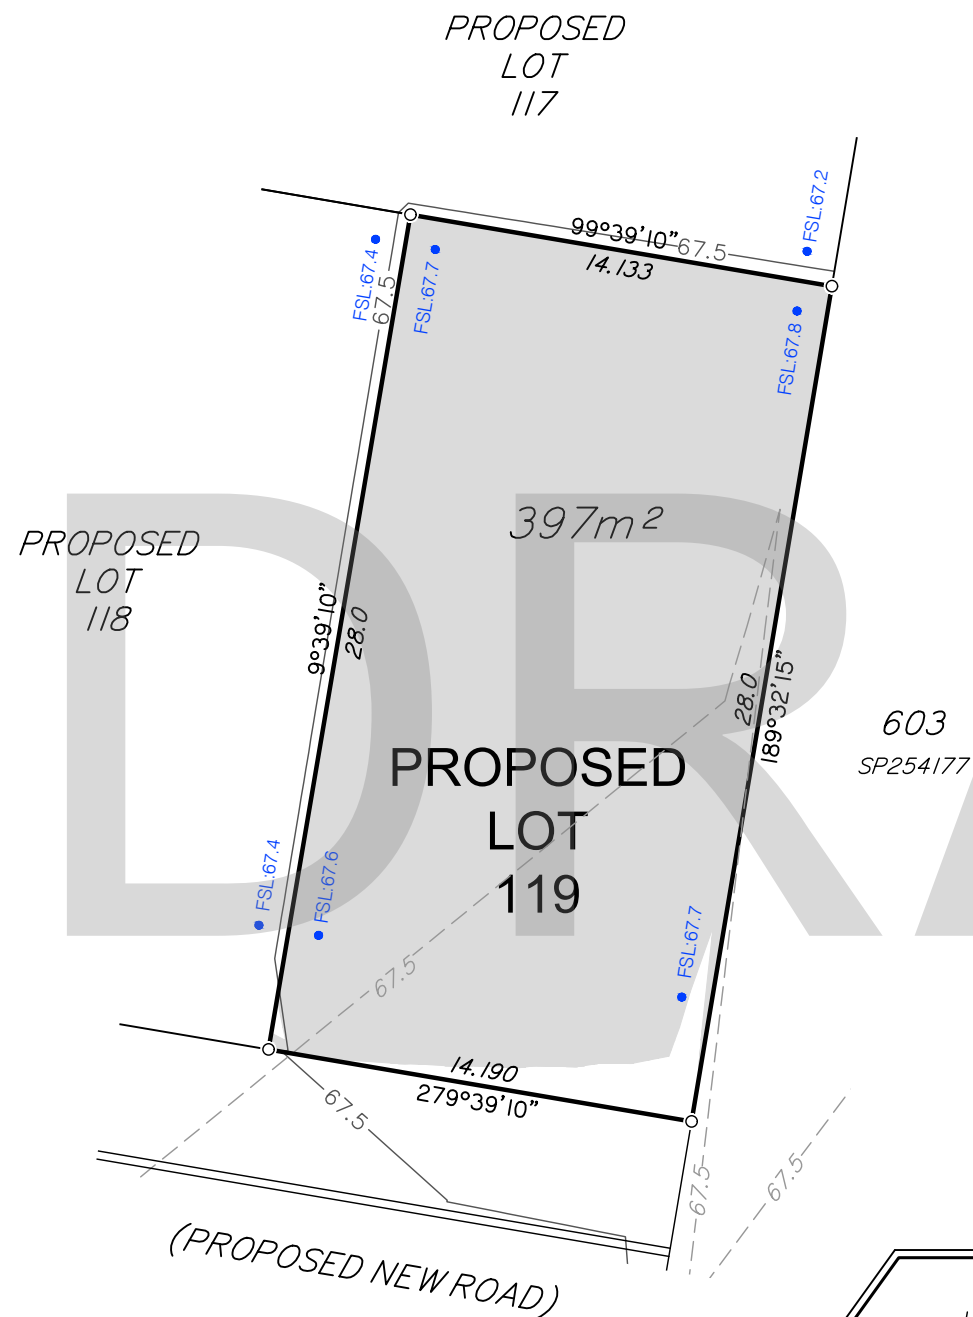 PROPOSED
LOT
117
FSL:67.2
99°39'10"
67.5
14.133
FSL:67.4
67.5
FSL:67.7
FSL:67.8
397m²
PROPOSED
LOT
118
9°39'10"
28.0
28.0
189°32'15"
603
SP254177
PROPOSED
LOT
119
FSL:67.4
FSL:67.6
FSL:67.7
67.5
14.190
279°39'10"
67.5
67.5
67.5
(PROPOSED NEW ROAD)
DR